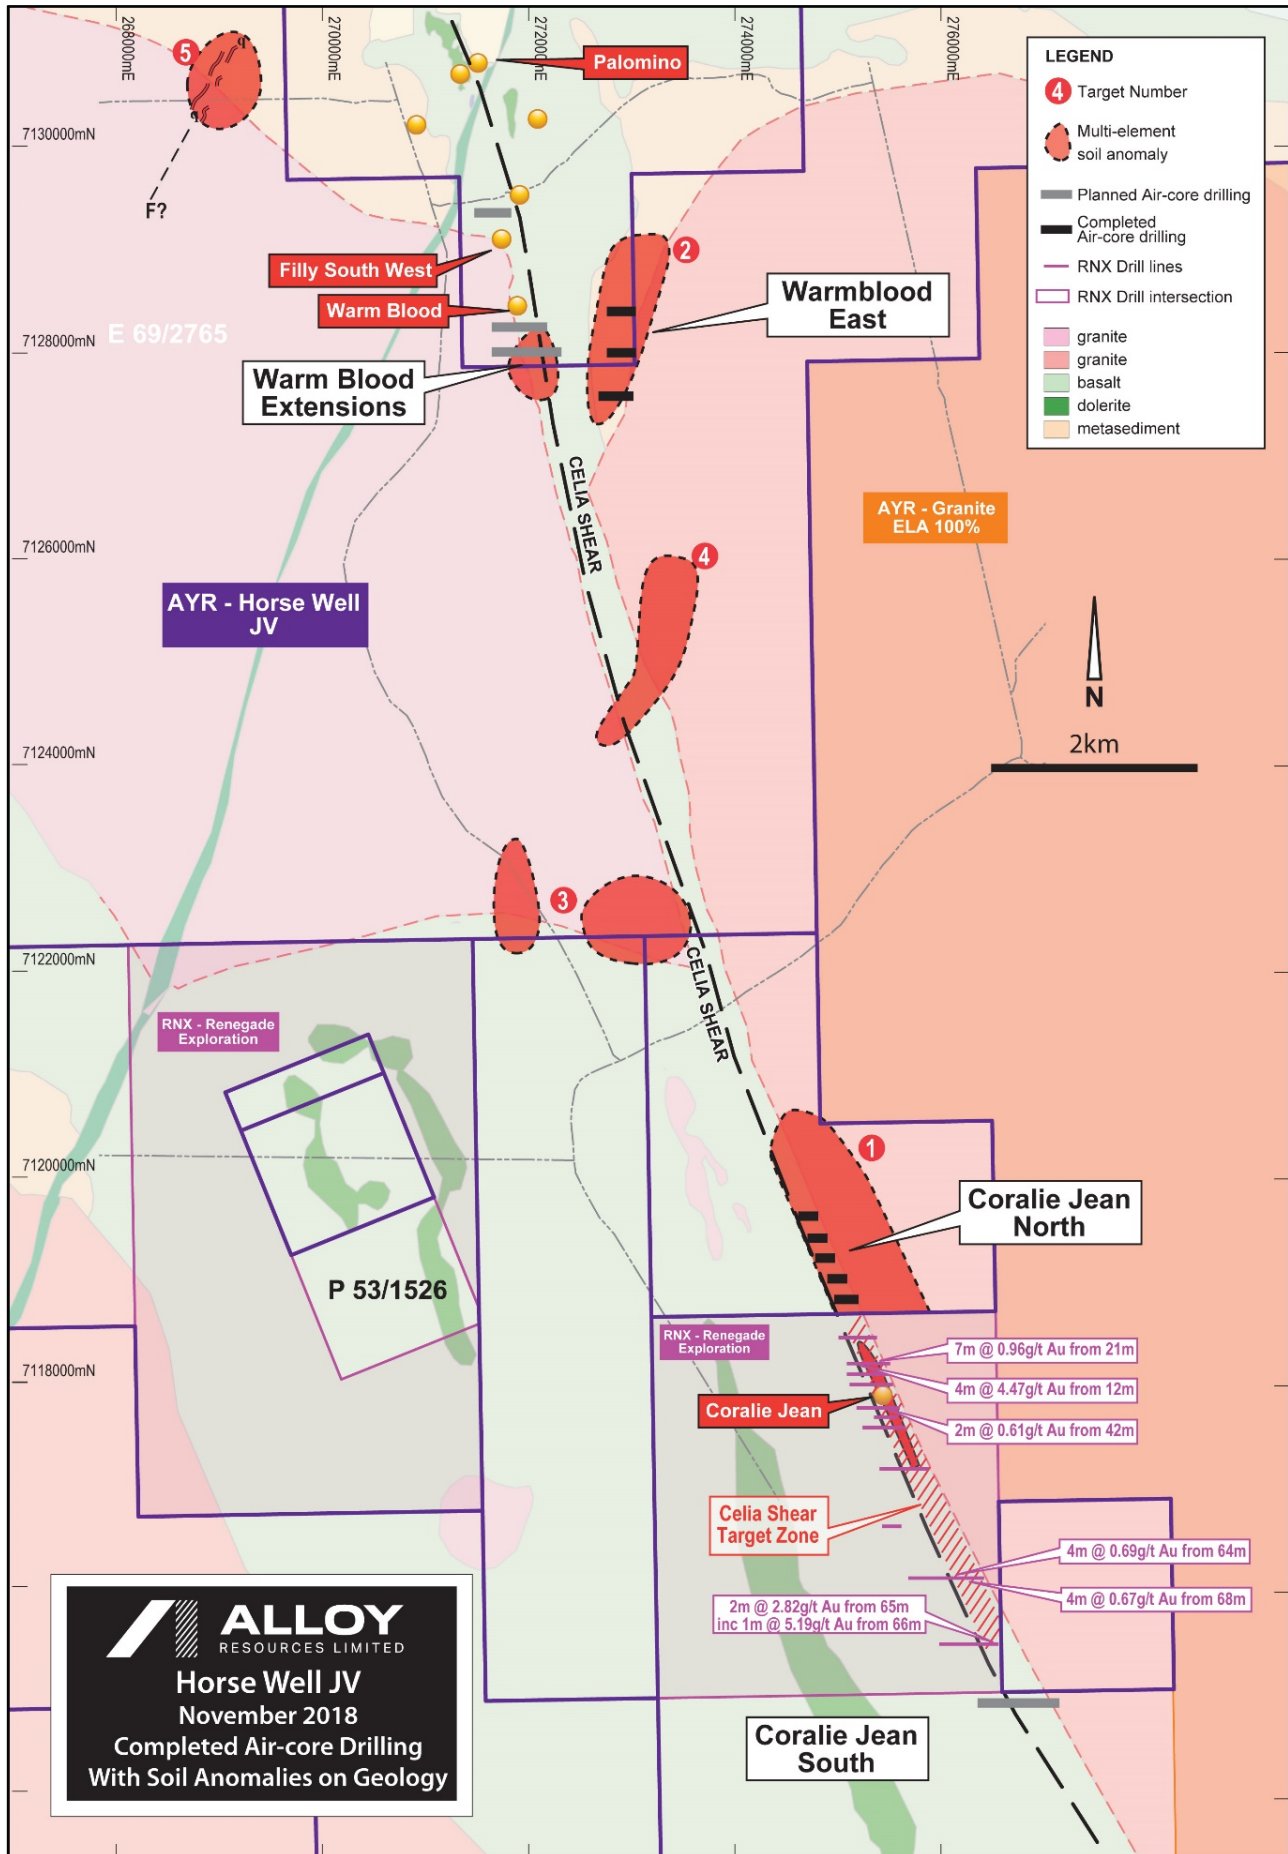 268000mE
270000mE
272000mE
274000mE
276000mE
5
q
q
F?
Palomino
7130000mN
LEGEND
4 Target Number
Multi-element
soil anomaly
Planned Air-core drilling
Completed
Air-core drilling
RNX Drill lines
RNX Drill intersection
granite
granite
basalt
dolerite
metasediment
2
Filly South West
Warm Blood
Warmblood
East
E 69/2765
7128000mN
Warm Blood
Extensions
CELIA SHEAR
AYR - Granite
ELA 100%
7126000mN
4
AYR - Horse Well
JV
N
2km
7124000mN
3
7122000mN
CELIA SHEAR
RNX - Renegade
Exploration
1
7120000mN
Coralie Jean
North
P 53/1526
RNX - Renegade
Exploration
7m @ 0.96g/t Au from 21m
7118000mN
4m @ 4.47g/t Au from 12m
Coralie Jean
2m @ 0.61g/t Au from 42m
Celia Shear
Target Zone
4m @ 0.69g/t Au from 64m
4m @ 0.67g/t Au from 68m
2m @ 2.82g/t Au from 65m
inc 1m @ 5.19g/t Au from 66m
ALLOY
RESOURCES LIMITED
Horse Well JV
November 2018
Completed Air-core Drilling
With Soil Anomalies on Geology
Coralie Jean
South